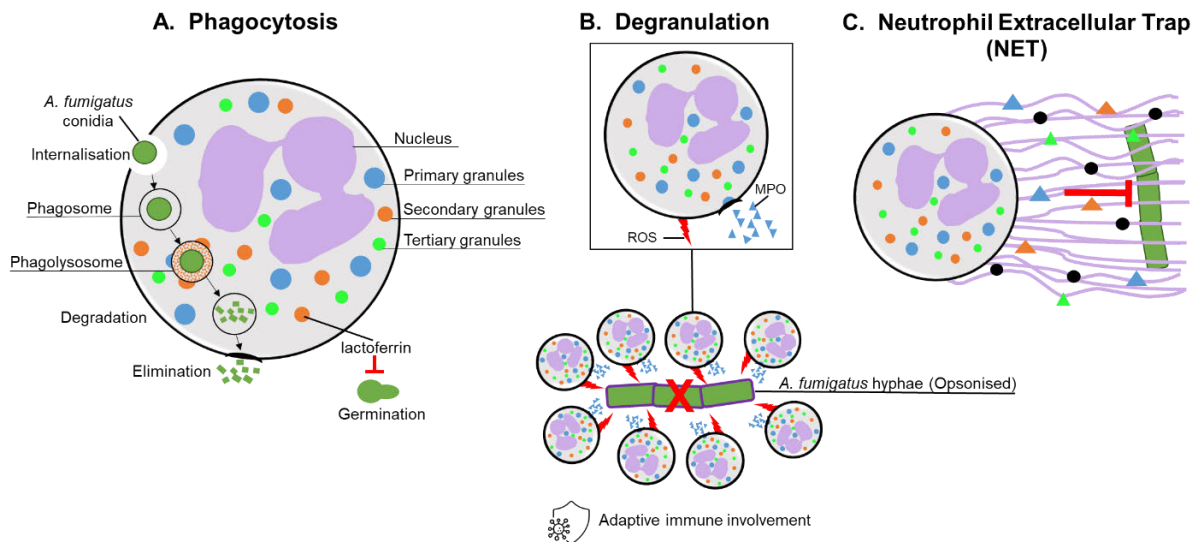 A. Phagocytosis
A. fumigatus
conidia
Internalisation
Phagosome
Phagolysosome
Degradation
Elimination
Nucleus
Primary granules
Secondary granules
Tertiary granules
lactoferrin
Germination
B. Degranulation
MPO
ROS
X
A. fumigatus hyphae (Opsonised)
Adaptive immune involvement
C. Neutrophil Extracellular Trap
(NET)